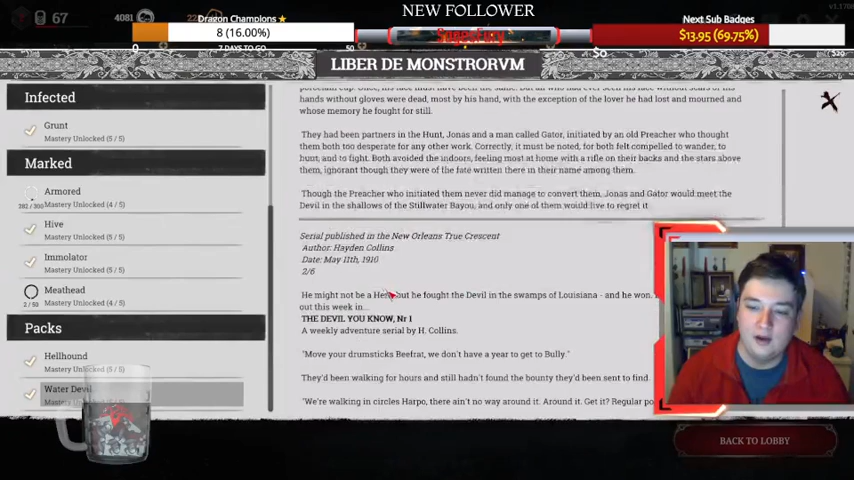 67
4081
v1.1706
Dragon Champions
8 (16.00%)
0
7 DAYS TO GO
50
NEW FOLLOWER
Next Sub Badges
$13.95 (69.75%)
$0
$20
LIBER DE MONSTRORVM
Infected
Grunt
Mastery Unlocked (5 / 5)
Marked
Armored
Mastery Unlocked (4 / 5)
Hive
Mastery Unlocked (5 / 5)
Immolator
Mastery Unlocked (5 / 5)
Meathead
Mastery Unlocked (4 / 5)
2 / 50
Packs
Hellhound
Mastery Unlocked (5 / 5)
Water Devil
hands without gloves were dead, most by his hand, with the exception of the lover he had lost and mourned and
whose memory he fought for still.
They had been partners in the Hunt, Jonas and a man called Gator, initiated by an old Preacher who thought
them both too desperate for any other work. Correctly, it must be noted, for both felt compelled to wander, to
hunt, and to fight. Both avoided the indoors, feeling most at home with a rifle on their backs and the stars above
them, ignorant though they were of the fate written there in their name among them.
Though the Preacher who initiated them never did manage to convert them, Jonas and Gator would meet the
Devil in the shallows of the Stillwater Bayou, and only one of them would live to regret it
Serial published in the New Orleans True Crescent
Author: Hayden Collins
Date: May 11th, 1910
2/6
He might not be a Hero but he fought the Devil in the swamps of Louisiana - and he won.
out this week in...
THE DEVIL YOU KNOW, Nr 1
A weekly adventure serial by H. Collins.
"Move your drumsticks Beefrat, we don't have a year to get to Bully."
They'd been walking for hours and still hadn't found the bounty they'd been sent to find.
"We're walking in circles Harpo, there ain't no way around it. Around it. Get it? Regular po
BACK TO LOBBY